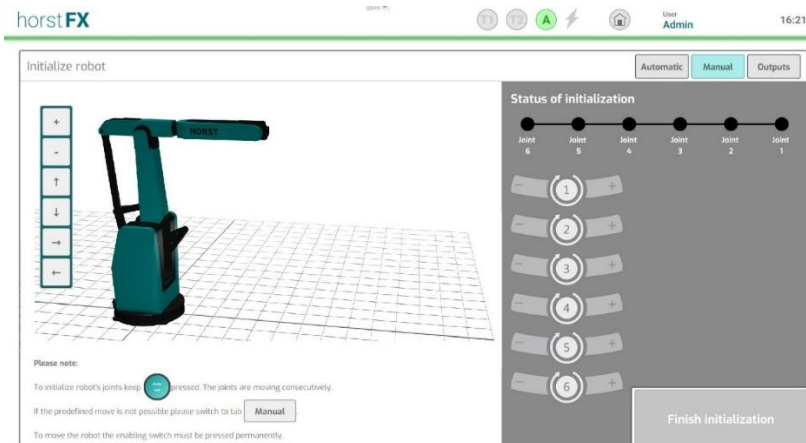 horstFX
T1 T2 A
User
Admin
16:21
Initialize robot
Automatic Manual Outputs
Status of initialization
Joint 6 Joint 5 Joint 4 Joint 3 Joint 2 Joint 1
+
-
↑
↓
→
←
HORST
- 1 +
- 2 +
- 3 +
- 4 +
- 5 +
- 6 +
Please note:
To initialize robot's joints keep pressed. The joints are moving consecutively.
If the predefined move is not possible please switch to tab Manual .
To move the robot the enabling switch must be pressed permanently.
Finish initialization